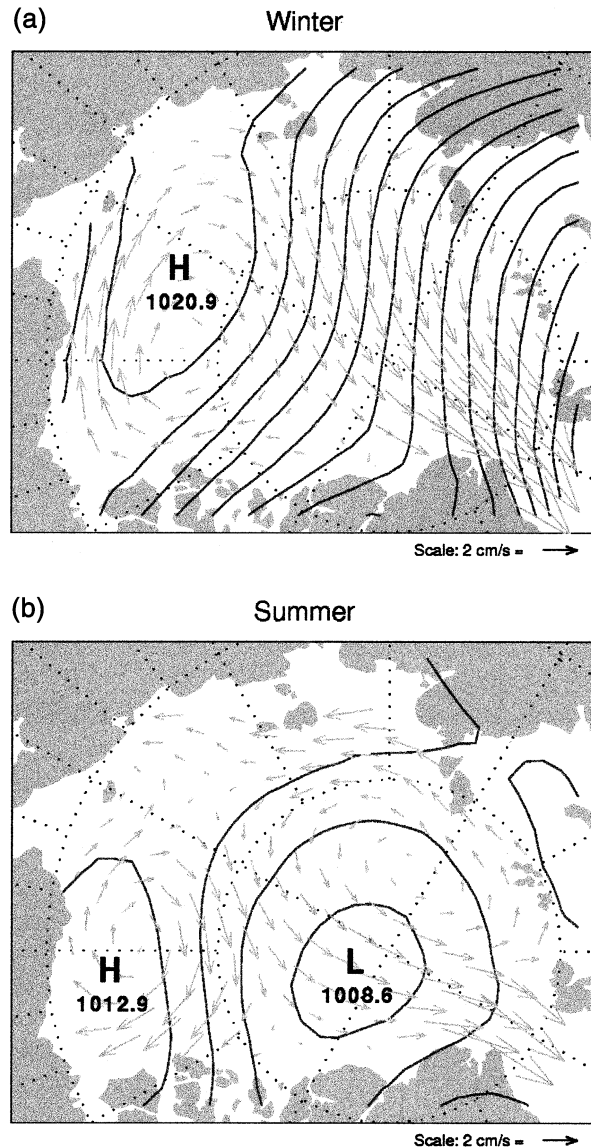 (a) Winter
H
1020.9
Scale: 2 cm/s =
(b) Summer
H
1012.9
L
1008.6
Scale: 2 cm/s =